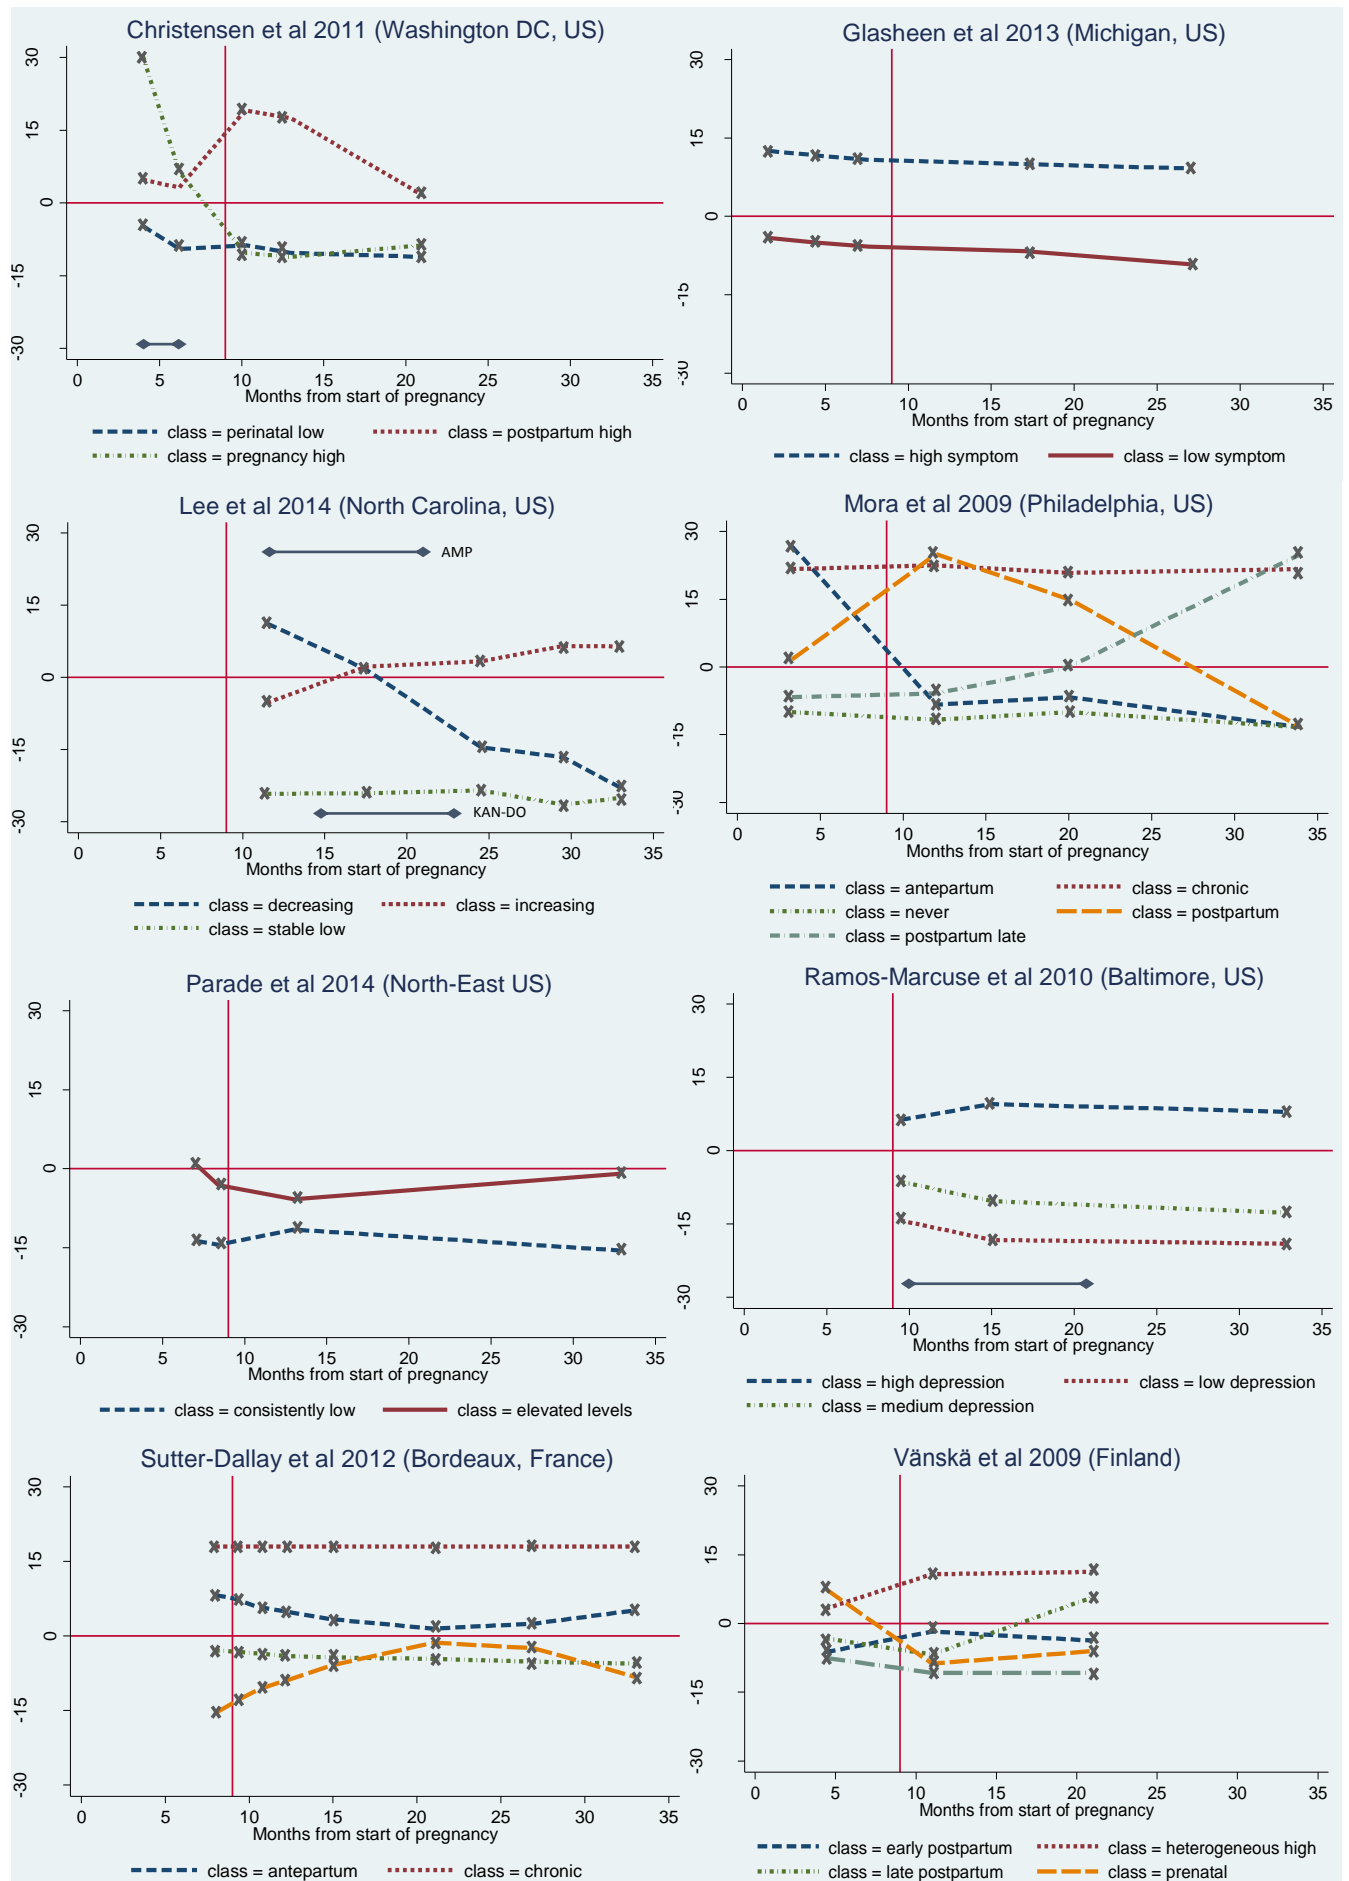 Christensen et al 2011 (Washington DC, US)
30
15
0
-15
-30
0 5 10 15 20 25 30 35
Months from start of pregnancy
class = perinatal low class = postpartum high
class = pregnancy high
Glasheen et al 2013 (Michigan, US)
30
15
0
-15
-30
0 5 10 15 20 25 30 35
Months from start of pregnancy
class = high symptom class = low symptom
Lee et al 2014 (North Carolina, US)
30
15
0
-15
-30
AMP
KAN-DO
0 5 10 15 20 25 30 35
Months from start of pregnancy
class = decreasing class = increasing
class = stable low
Mora et al 2009 (Philadelphia, US)
30
15
0
-15
-30
0 5 10 15 20 25 30 35
Months from start of pregnancy
class = antepartum class = chronic
class = never class = postpartum
class = postpartum late
Parade et al 2014 (North-East US)
30
15
0
-15
-30
0 5 10 15 20 25 30 35
Months from start of pregnancy
class = consistently low class = elevated levels
Ramos-Marcuse et al 2010 (Baltimore, US)
30
15
0
-15
-30
0 5 10 15 20 25 30 35
Months from start of pregnancy
class = high depression class = low depression
class = medium depression
Sutter-Dallay et al 2012 (Bordeaux, France)
30
15
0
-15
-30
0 5 10 15 20 25 30 35
Months from start of pregnancy
class = antepartum class = chronic
Vänskä et al 2009 (Finland)
30
15
0
-15
-30
0 5 10 15 20 25 30 35
Months from start of pregnancy
class = early postpartum class = heterogeneous high
class = late postpartum class = prenatal